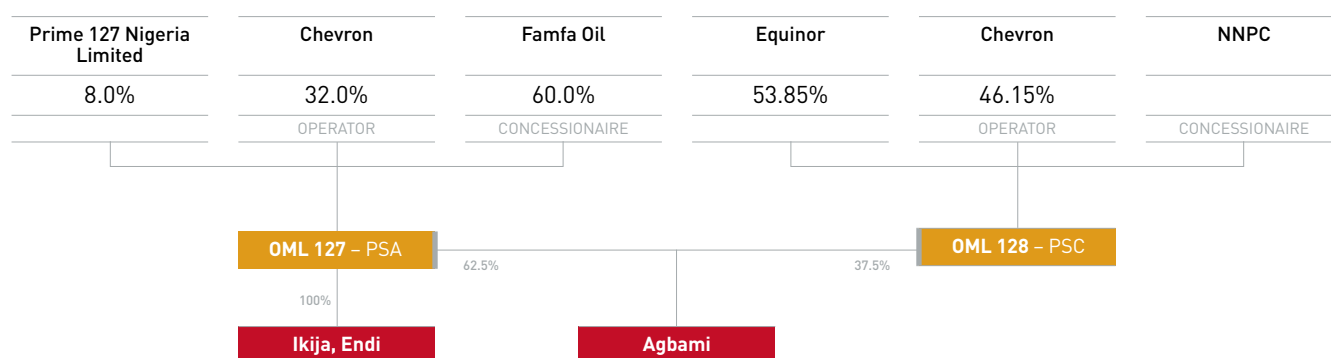 Prime 127 Nigeria
Limited
Chevron
Famfa Oil
Equinor
Chevron
NNPC
8.0%
32.0%
60.0%
53.85%
46.15%
OPERATOR
CONCESSIONAIRE
OPERATOR
CONCESSIONAIRE
OML 127 – PSA
OML 128 – PSC
62.5%
37.5%
100%
Ikija, Endi
Agbami